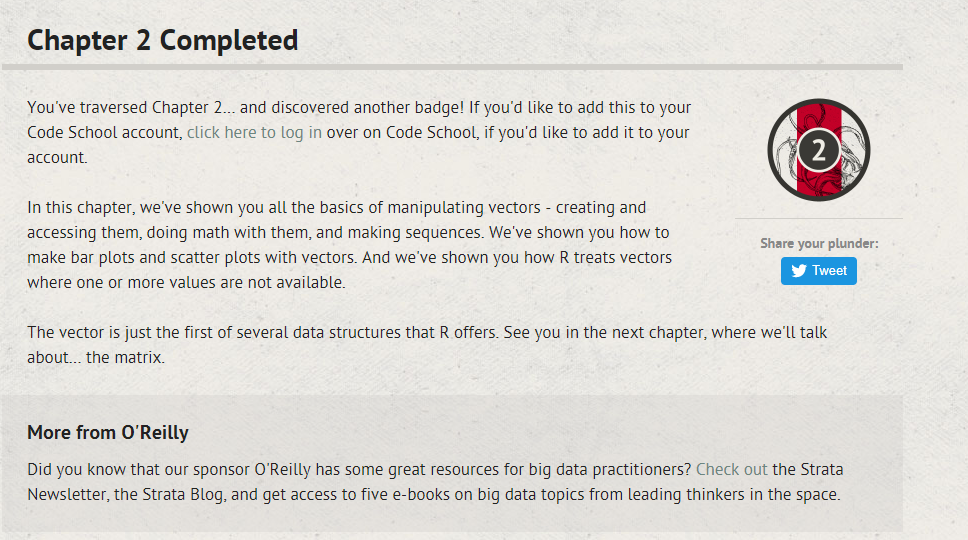 Chapter 2 Completed
You've traversed Chapter 2... and discovered another badge! If you'd like to add this to your
Code School account, click here to log in over on Code School, if you'd like to add it to your
account.
2
In this chapter, we've shown you all the basics of manipulating vectors - creating and
accessing them, doing math with them, and making sequences. We've shown you how to
make bar plots and scatter plots with vectors. And we've shown you how R treats vectors
where one or more values are not available.
Share your plunder:
Tweet
The vector is just the first of several data structures that R offers. See you in the next chapter, where we'll talk
about... the matrix.
More from O'Reilly
Did you know that our sponsor O'Reilly has some great resources for big data practitioners? Check out the Strata
Newsletter, the Strata Blog, and get access to five e-books on big data topics from leading thinkers in the space.